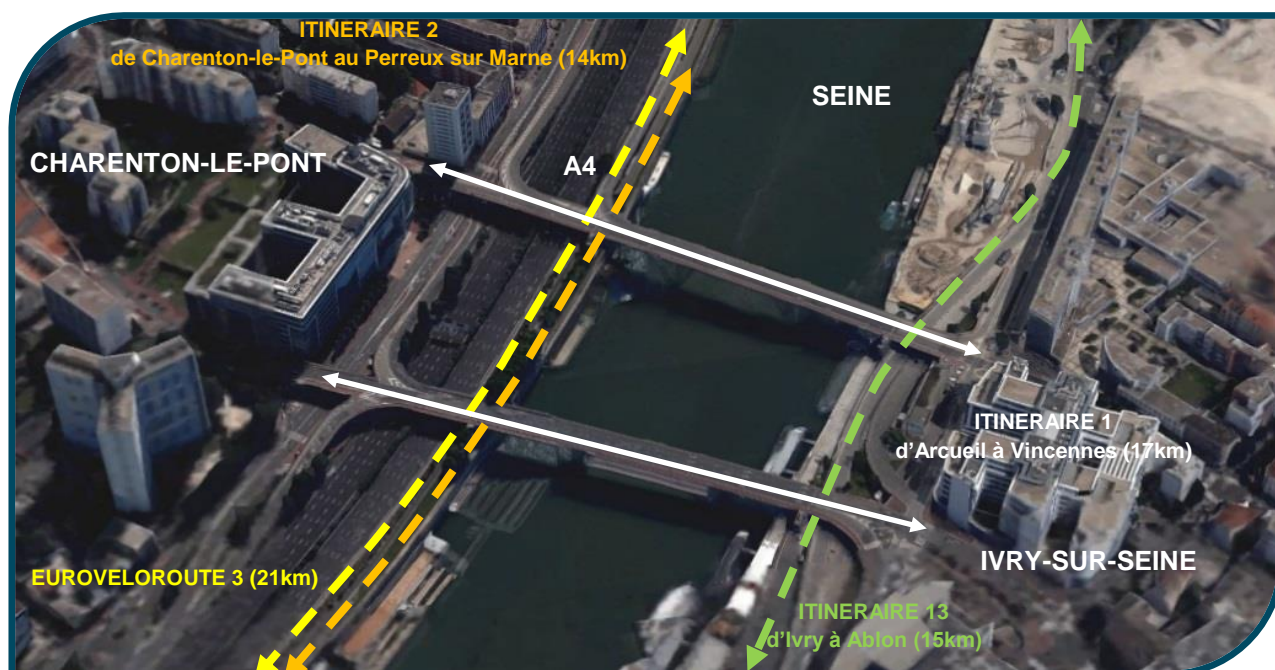 ITINERAIRE 2
de Charenton-le-Pont au Perreux sur Marne (14km)
SEINE
CHARENTON-LE-PONT
A4
ITINERAIRE 1
d'Arcueil à Vincennes (17km)
IVRY-SUR-SEINE
EUROVELOROUTE 3 (21km)
ITINERAIRE 13
d'Ivry à Ablon (15km)